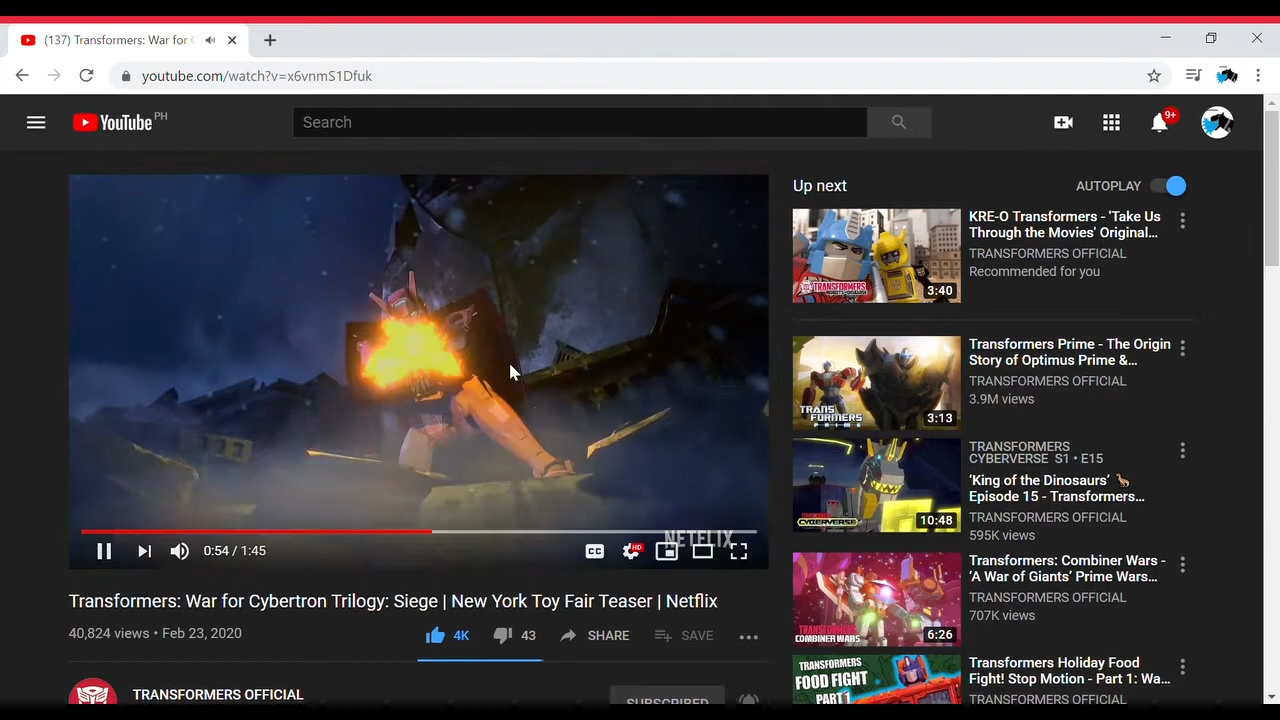 (137) Transformers: War for
youtube.com/watch?v=x6vnmS1Dfuk
YouTube PH
Search
9+
Up next
AUTOPLAY
KRE-O Transformers - 'Take Us
Through the Movies' Original...
TRANSFORMERS OFFICIAL
Recommended for you
3:40
Transformers Prime - The Origin
Story of Optimus Prime &...
TRANSFORMERS OFFICIAL
3.9M views
TRANSFORMERS
PRIME
3:13
TRANSFORMERS
CYBERVERSE S1 • E15
‘King of the Dinosaurs’ 🦕
Episode 15 - Transformers...
TRANSFORMERS OFFICIAL
595K views
CYBERVERSE
10:48
Transformers: Combiner Wars -
‘A War of Giants’ Prime Wars...
TRANSFORMERS OFFICIAL
707K views
TRANSFORMERS
COMBINER WARS
6:26
Transformers Holiday Food
Fight! Stop Motion - Part 1: Wa...
TRANSFORMERS OFFICIAL
TRANSFORMERS
FOOD FIGHT
PART 1
NETFLIX
0:54 / 1:45
CC
HD
Transformers: War for Cybertron Trilogy: Siege | New York Toy Fair Teaser | Netflix
40,824 views • Feb 23, 2020
4K
43
SHARE
SAVE
TRANSFORMERS OFFICIAL
SUBSCRIBED